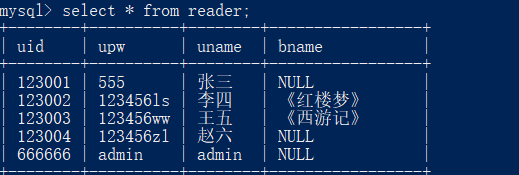 mysql> select * from reader;
+--------+----------+-------+----------------+
| uid | upw | uname | bname |
+--------+----------+-------+----------------+
| 123001 | 555 | 张三 | NULL |
| 123002 | 123456ls | 李四 | 《红楼梦》 |
| 123003 | 123456ww | 王五 | 《西游记》 |
| 123004 | 123456zl | 赵六 | NULL |
| 666666 | admin | admin | NULL |
+--------+----------+-------+----------------+